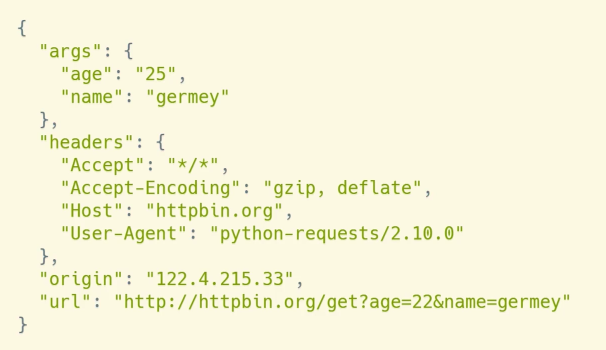 {
  "args": {
    "age": "25",
    "name": "germey"
  },
  "headers": {
    "Accept": "*/*",
    "Accept-Encoding": "gzip, deflate",
    "Host": "httpbin.org",
    "User-Agent": "python-requests/2.10.0"
  },
  "origin": "122.4.215.33",
  "url": "http://httpbin.org/get?age=22&name=germey"
}